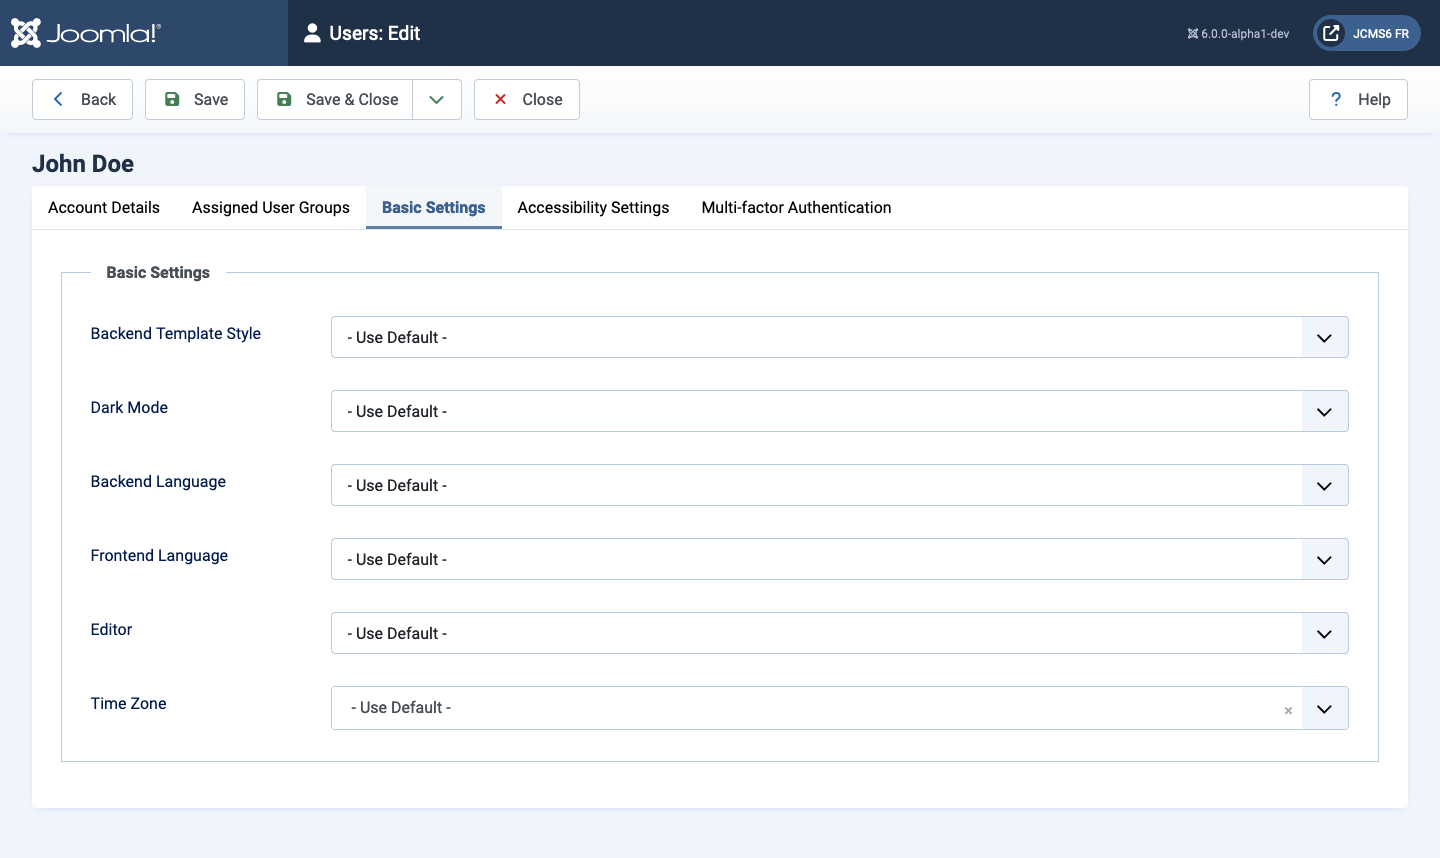 Joomla!®
Users: Edit
6.0.0-alpha1-dev
JCMS6 FR
Back
Save
Save & Close
Close
? Help
John Doe
Account Details
Assigned User Groups
Basic Settings
Accessibility Settings
Multi-factor Authentication
Basic Settings
Backend Template Style
- Use Default -
Dark Mode
- Use Default -
Backend Language
- Use Default -
Frontend Language
- Use Default -
Editor
- Use Default -
Time Zone
- Use Default -